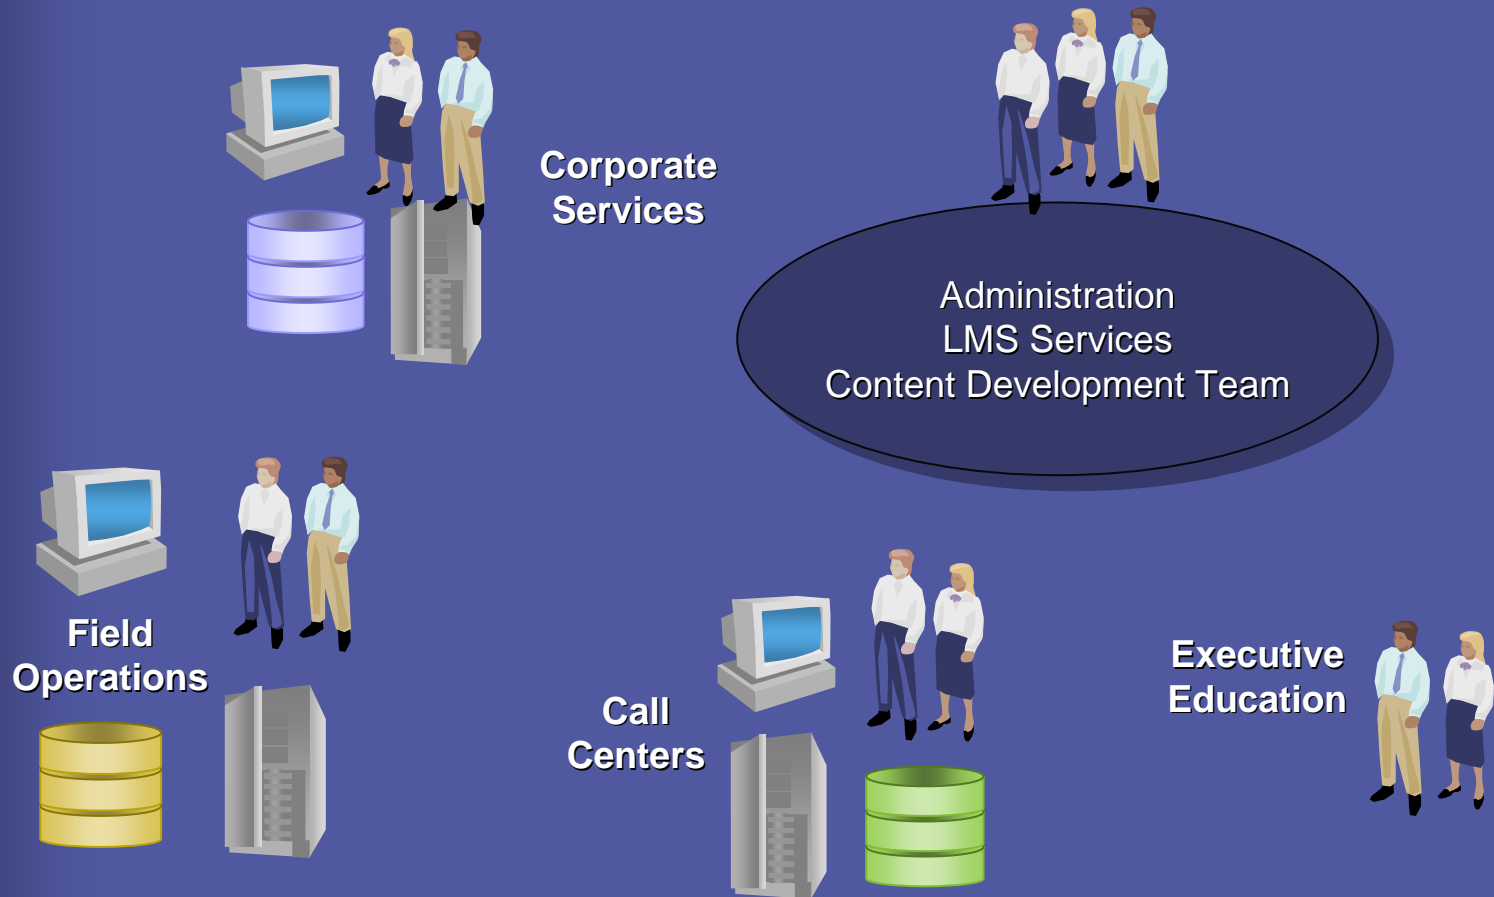 Corporate
Services
Administration
LMS Services
Content Development Team
Field
Operations
Call
Centers
Executive
Education